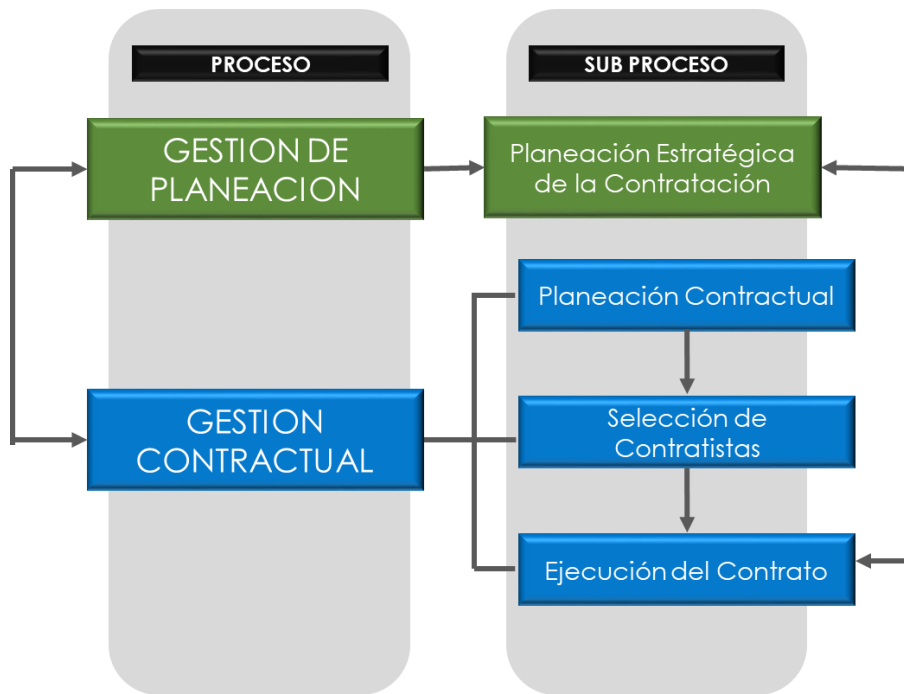 PROCESO
SUB PROCESO
GESTION DE
PLANEACION
Planeación Estratégica
de la Contratación
Planeación Contractual
GESTION
CONTRACTUAL
Selección de
Contratistas
Ejecución del Contrato